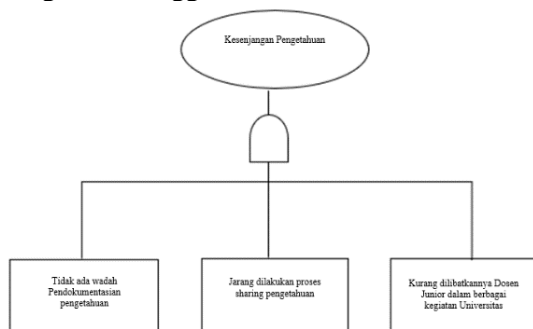 Kesenjangan Pengetahuan
Tidak ada wadah
Pendokumentasian
pengetahuan
Jarang dilakukan proses
sharing pengetahuan
Kurang dilibatkannya Dosen
Junior dalam berbagai
kegiatan Universitas